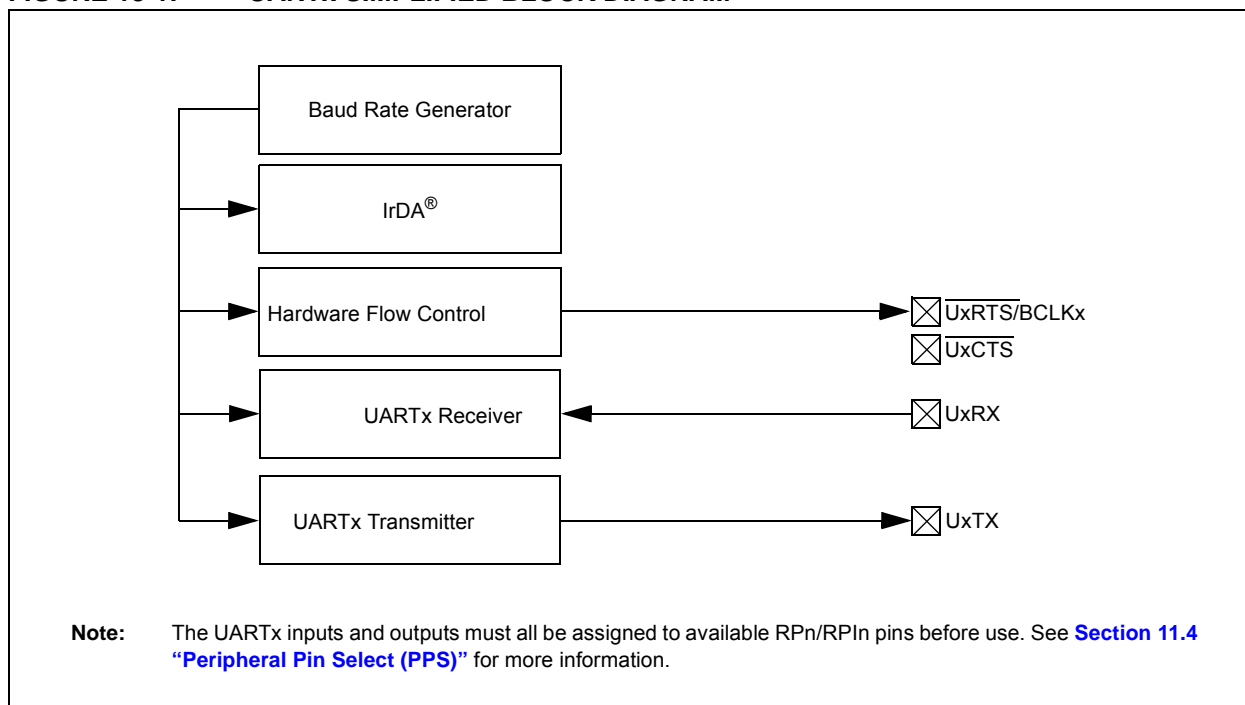 Baud Rate Generator
IrDA®
Hardware Flow Control
UxRTS/BCLKx
UxCTS
UARTx Receiver
UxRX
UARTx Transmitter
UxTX
Note: The UARTx inputs and outputs must all be assigned to available RPn/RPIn pins before use. See Section 11.4
“Peripheral Pin Select (PPS)” for more information.